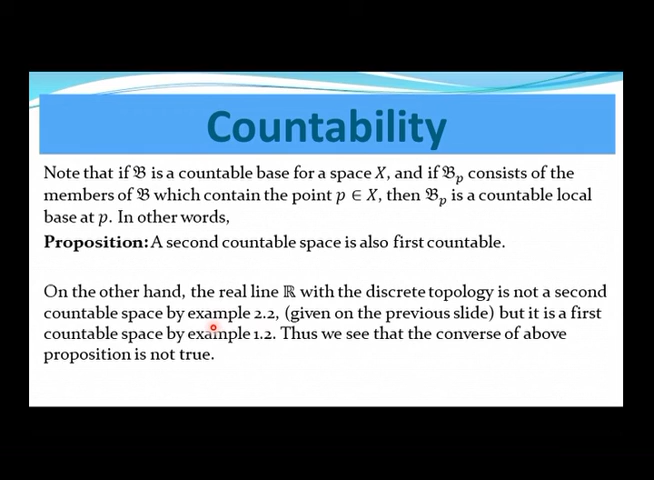 Countability
Note that if 𝔅 is a countable base for a space X, and if 𝔅ₚ consists of the
members of 𝔅 which contain the point p ∈ X, then 𝔅ₚ is a countable local
base at p. In other words,
Proposition: A second countable space is also first countable.
On the other hand, the real line ℝ with the discrete topology is not a second
countable space by example 2.2, (given on the previous slide) but it is a first
countable space by example 1.2. Thus we see that the converse of above
proposition is not true.